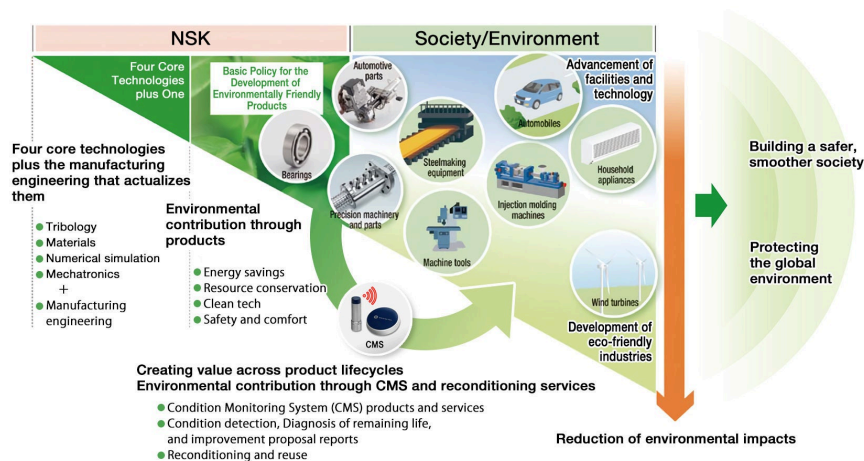 NSK
Society/Environment
Four Core
Technologies
plus One
Basic Policy for the
Development of
Environmentally Friendly
Products
Automotive
parts
Automobiles
Advancement of
facilities and
technology
Bearings
Steelmaking
equipment
Household
appliances
Four core technologies
plus the manufacturing
engineering that actualizes
them
Tribology
Materials
Numerical simulation
Mechatronics
+
Manufacturing
engineering
Environmental
contribution through
products
Energy savings
Resource conservation
Clean tech
Safety and comfort
Precision machinery
and parts
Injection molding
machines
Machine tools
Wind turbines
CMS
Development of
eco-friendly
industries
Creating value across product lifecycles
Environmental contribution through CMS and reconditioning services
Condition Monitoring System (CMS) products and services
Condition detection, Diagnosis of remaining life,
and improvement proposal reports
Reconditioning and reuse
Reduction of environmental impacts
Building a safer,
smoother society
Protecting
the global
environment